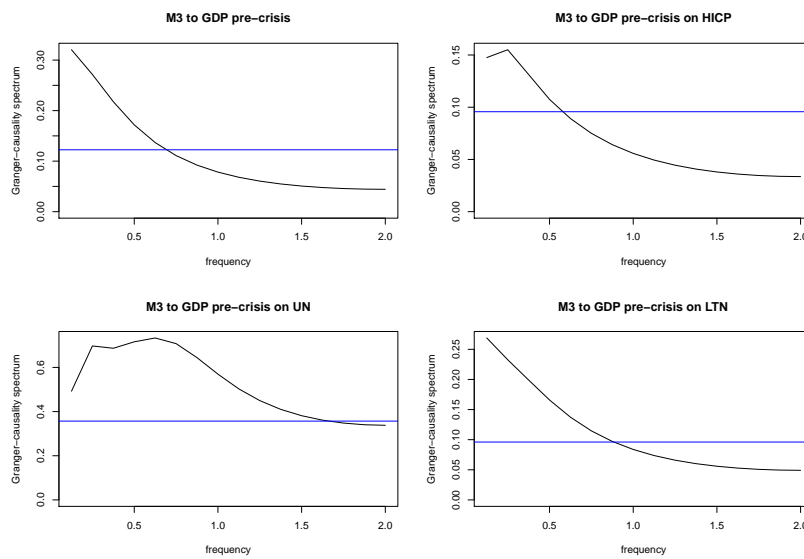 M3 to GDP pre−crisis
Granger−causality spectrum
0.00 0.10 0.20 0.30
0.5 1.0 1.5 2.0
frequency
M3 to GDP pre−crisis on HICP
Granger−causality spectrum
0.00 0.05 0.10 0.15
0.5 1.0 1.5 2.0
frequency
M3 to GDP pre−crisis on UN
Granger−causality spectrum
0.0 0.2 0.4 0.6
0.5 1.0 1.5 2.0
frequency
M3 to GDP pre−crisis on LTN
Granger−causality spectrum
0.00 0.05 0.10 0.15 0.20 0.25
0.5 1.0 1.5 2.0
frequency